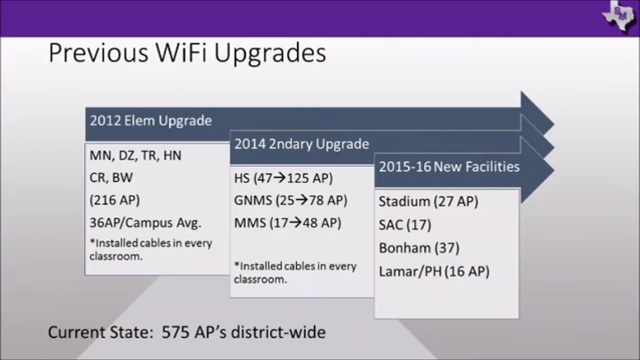 Previous WiFi Upgrades
2012 Elem Upgrade
MN, DZ, TR, HN
CR, BW
(216 AP)
36AP/Campus Avg.
*Installed cables in every
classroom.
2014 2ndary Upgrade
HS (47→125 AP)
GNMS (25→78 AP)
MMS (17→48 AP)
*Installed cables in every
classroom.
2015-16 New Facilities
Stadium (27 AP)
SAC (17)
Bonham (37)
Lamar/PH (16 AP)
Current State: 575 AP's district-wide